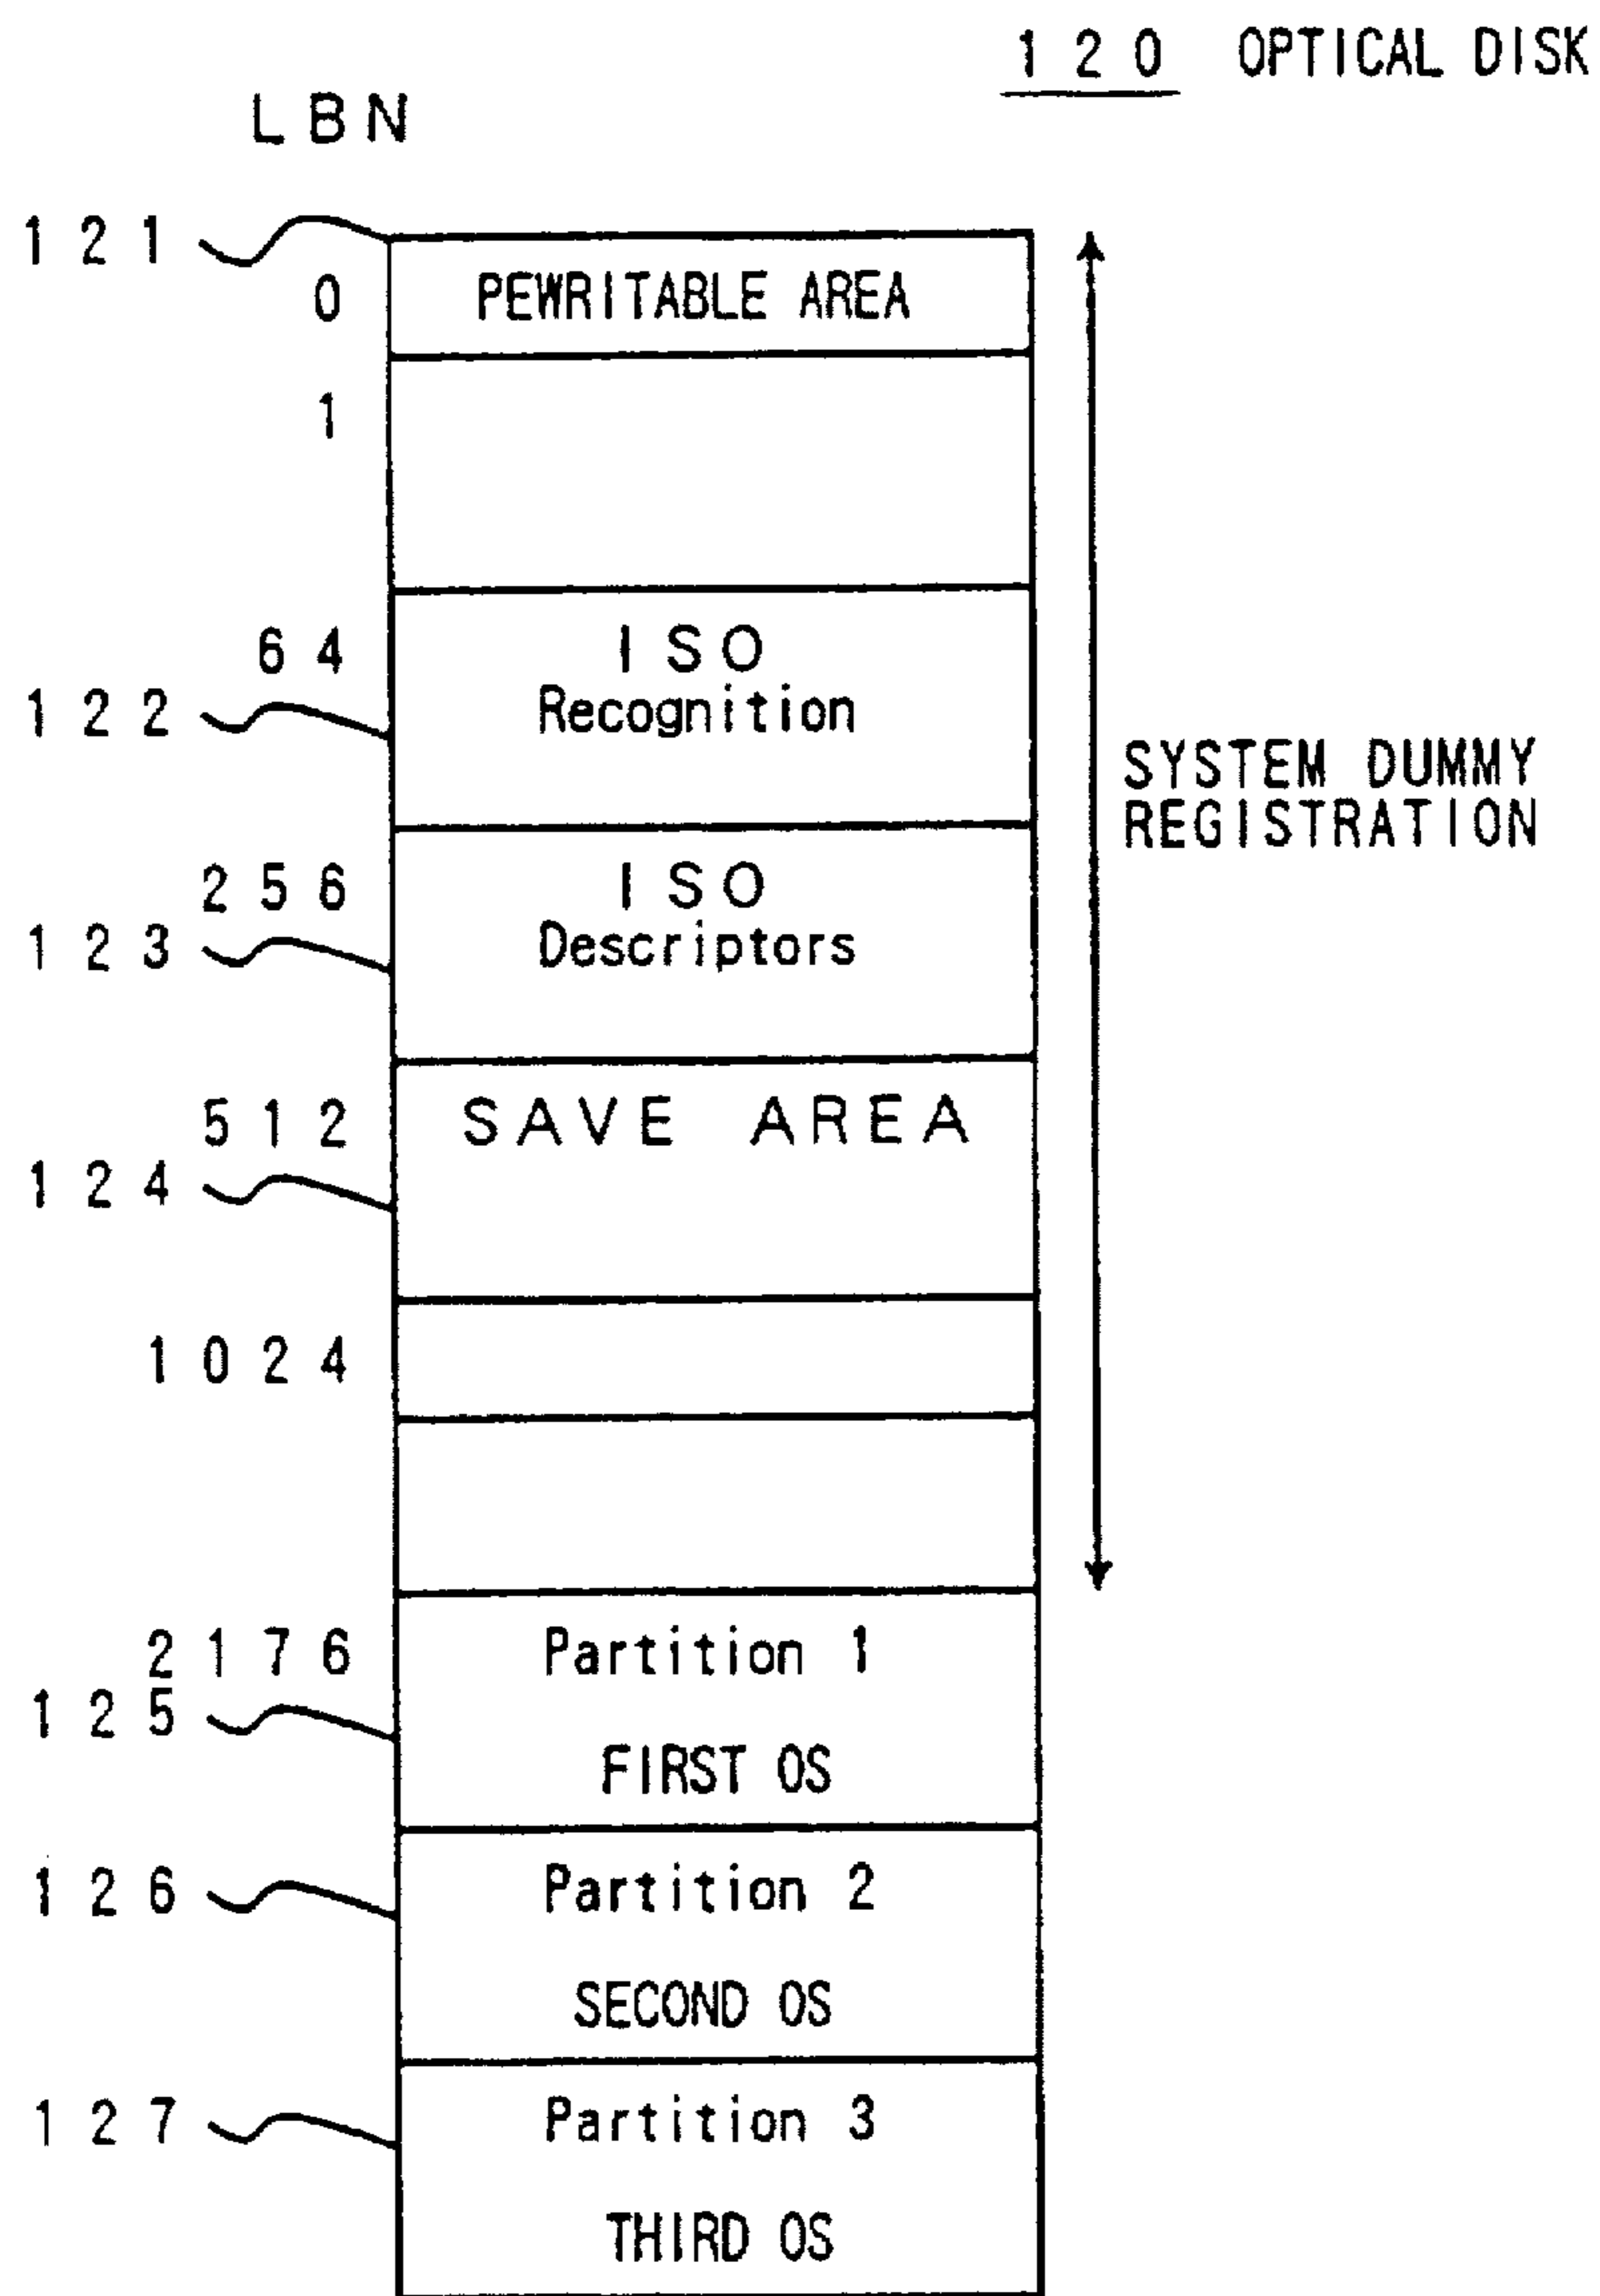 120 OPTICAL DISK
LBN
121
0 PEWRITABLE AREA
1
64 ISO
122 Recognition
SYSTEM DUMMY
REGISTRATION
256 ISO
123 Descriptors
512 SAVE AREA
124
1024
2176 Partition 1
125
FIRST OS
126 Partition 2
SECOND OS
127 Partition 3
THIRD OS